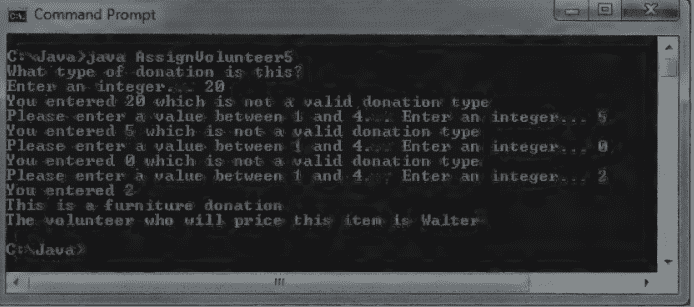 Command Prompt
C:\Java>java AssignVolunteer5
What type of donation is this?
Enter an integer... 20
You entered 20 which is not a valid donation type
Please enter a value between 1 and 4... Enter an integer... 5
You entered 5 which is not a valid donation type
Please enter a value between 1 and 4... Enter an integer... 0
You entered 0 which is not a valid donation type
Please enter a value between 1 and 4... Enter an integer... 2
You entered 2
This is a furniture donation
The volunteer who will price this item is Walter
C:\Java>